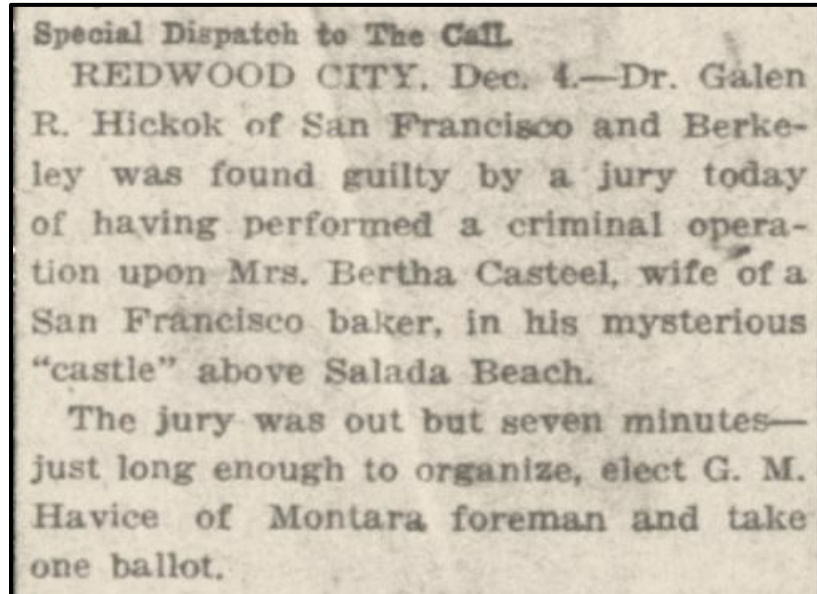 Special Dispatch to The Call.
REDWOOD CITY, Dec. 4.—Dr. Galen
R. Hickok of San Francisco and Berke-
ley was found guilty by a jury today
of having performed a criminal opera-
tion upon Mrs. Bertha Casteel, wife of a
San Francisco baker, in his mysterious
“castle” above Salada Beach.
The jury was out but seven minutes—
just long enough to organize, elect G. M.
Havice of Montara foreman and take
one ballot.